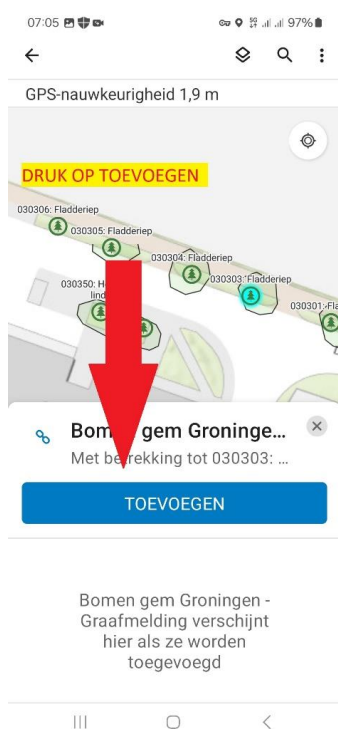 07:05 97%
GPS-nauwkeurigheid 1,9 m
DRUK OP TOEVOEGEN
030306: Fladderiep
030305: Fladderiep
030304: Fladderiep
030303: Fladderiep
030350: H
lind
030301: Fla
Bomen gem Groninge...
Met betrekking tot 030303: ...
TOEVOEGEN
Bomen gem Groningen -
Graafmelding verschijnt
hier als ze worden
toegevoegd